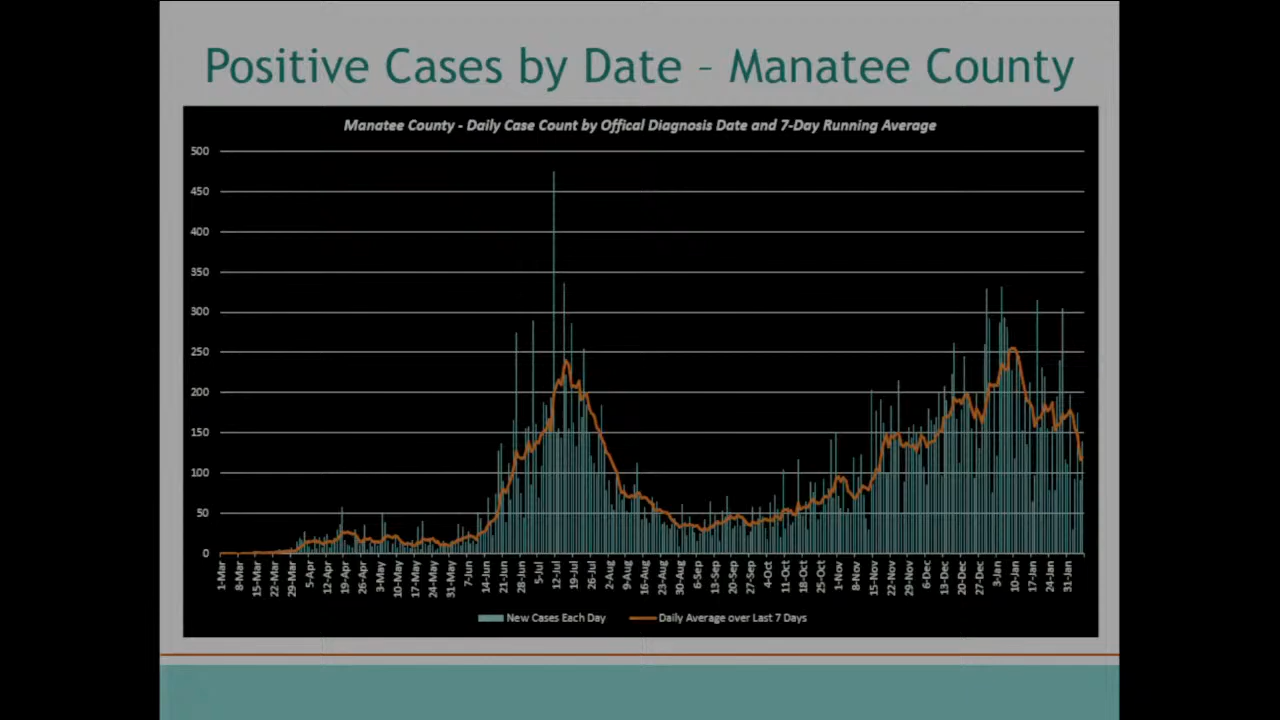 Positive Cases by Date – Manatee County
Manatee County - Daily Case Count by Offical Diagnosis Date and 7-Day Running Average
500
450
400
350
300
250
200
150
100
50
0
1-Mar 8-Mar 15-Mar 22-Mar 29-Mar 5-Apr 12-Apr 19-Apr 26-Apr 3-May 10-May 17-May 24-May 31-May 7-Jun 14-Jun 21-Jun 28-Jun 5-Jul 12-Jul 19-Jul 26-Jul 2-Aug 9-Aug 16-Aug 23-Aug 30-Aug 6-Sep 13-Sep 20-Sep 27-Sep 4-Oct 11-Oct 18-Oct 25-Oct 1-Nov 8-Nov 15-Nov 22-Nov 29-Nov 6-Dec 13-Dec 20-Dec 27-Dec 3-Jan 10-Jan 17-Jan 24-Jan 31-Jan
New Cases Each Day Daily Average over Last 7 Days